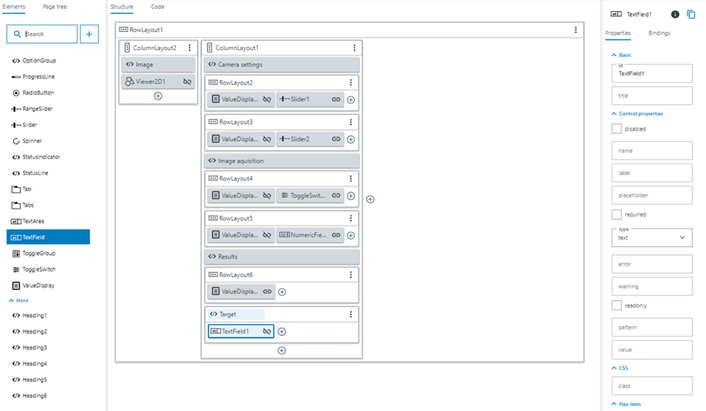 Elements
Page tree
Search
+
OptionGroup
ProgressLine
RadioButton
RangeSlider
Slider
Spinner
StatusIndicator
StatusLine
Tab
Tabs
TextArea
TextField
ToggleGroup
ToggleSwitch
ValueDisplay
Html
Heading1
Heading2
Heading3
Heading4
Heading5
Heading6
Structure
Code
RowLayout1
ColumnLayout2
Image
Viewer2D1
ColumnLayout1
Camera settings
RowLayout2
ValueDispla...
Slider1
RowLayout3
ValueDispla...
Slider2
Image aquisition
RowLayout4
ValueDispla...
ToggleSwit...
RowLayout5
ValueDispla...
NumericFie...
Results
RowLayout6
ValueDispla...
Target
TextField1
TextField1
Properties
Bindings
Basic
id
TextField1
title
Control properties
disabled
name
label
placeholder
required
type
text
error
warning
readonly
pattern
value
CSS
class
Flex item